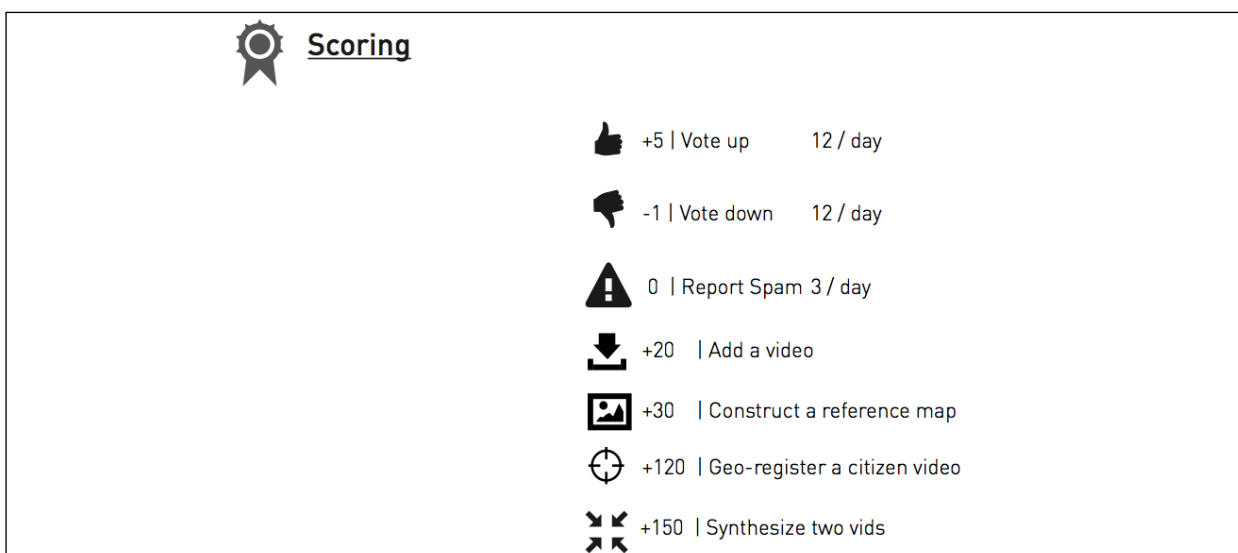 Scoring
+5 | Vote up 12 / day
-1 | Vote down 12 / day
0 | Report Spam 3 / day
+20 | Add a video
+30 | Construct a reference map
+120 | Geo-register a citizen video
+150 | Synthesize two vids